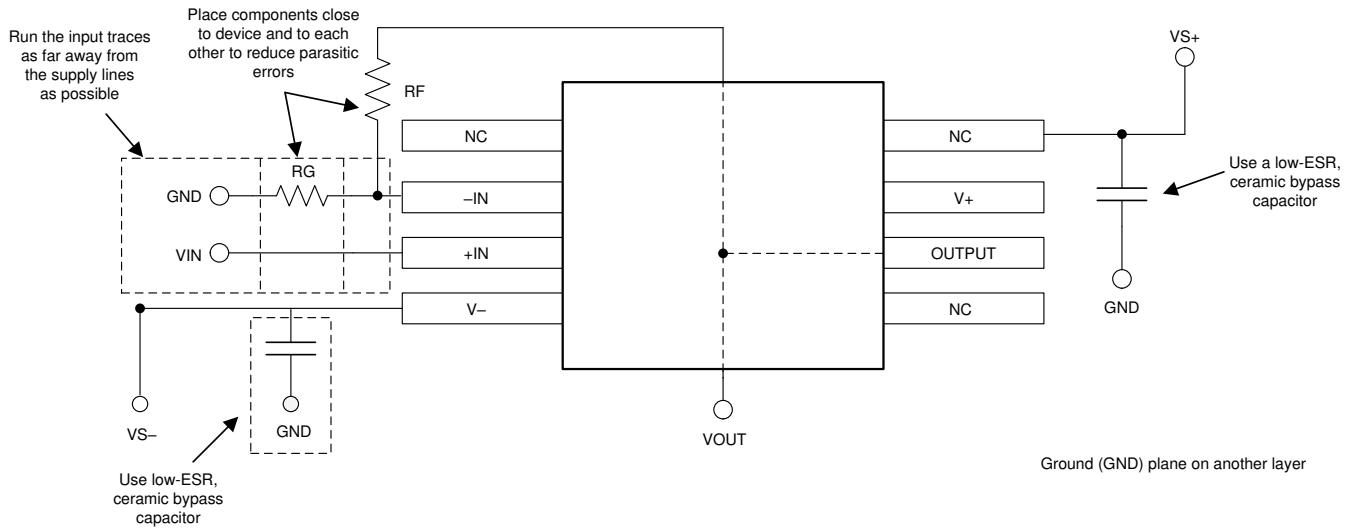 Run the input traces
as far away from
the supply lines
as possible
Place components close
to device and to each
other to reduce parasitic
errors
RF
VS+
NC
NC
RG
GND
–IN
V+
Use a low-ESR,
ceramic bypass
capacitor
VIN
+IN
OUTPUT
V–
NC
GND
VS–
GND
VOUT
Use low-ESR,
ceramic bypass
capacitor
Ground (GND) plane on another layer